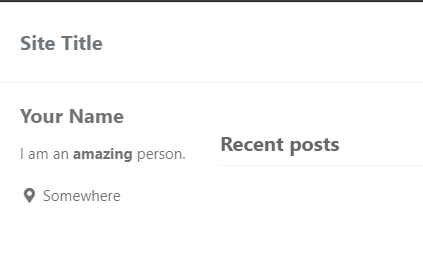 Site Title
Your Name
I am an amazing person.
Somewhere
Recent posts